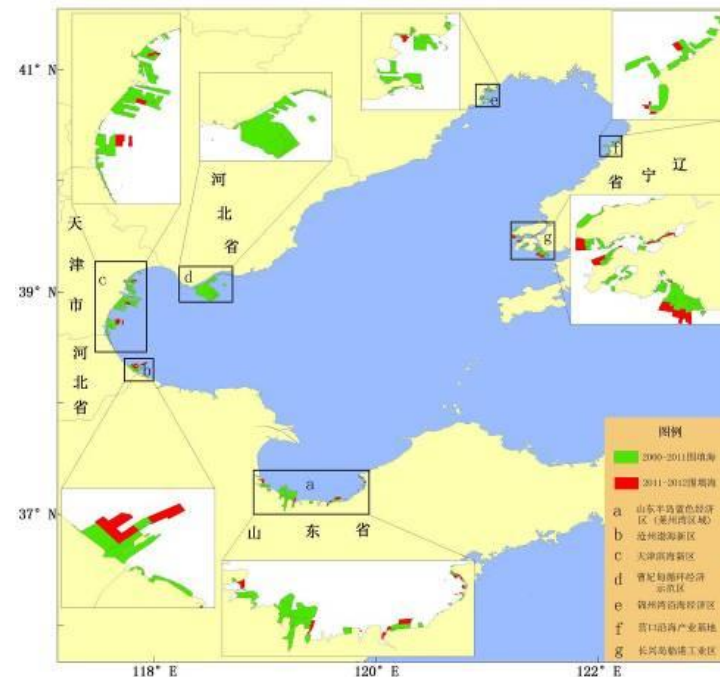 41° N
39° N
37° N
118° E
120° E
122° E
e
f
g
d
c
b
a
辽
宁
省
河
北
省
天
津
市
河
北
省
山 东 省
图例
2000-2011围填海
2011-2012围填海
a 山东半岛蓝色经济
区（莱州湾区域）
b 沧州渤海新区
c 天津滨海新区
d 曹妃甸循环经济
示范区
e 锦州湾沿海经济区
f 营口沿海产业基地
g 长兴岛临港工业区